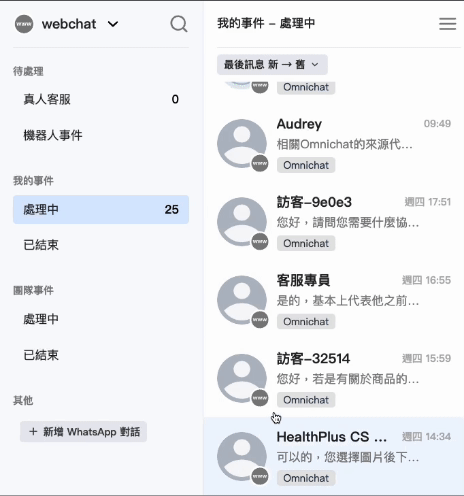 www webchat
待處理
真人客服 0
機器人事件
我的事件
處理中 25
已結束
團隊事件
處理中
已結束
其他
+ 新增 WhatsApp 對話
我的事件 – 處理中
最後訊息 新 → 舊
www Omnichat
Audrey 09:49
相關Omnichat的來源代...
www Omnichat
訪客-9e0e3 週四 17:51
您好，請問您需要什麼協...
www Omnichat
客服專員 週四 16:55
是的，基本上代表他之前...
www Omnichat
訪客-32514 週四 15:59
您好，若是有關於商品的...
www Omnichat
HealthPlus CS ... 週四 14:34
可以的，您選擇圖片後下...
www Omnichat